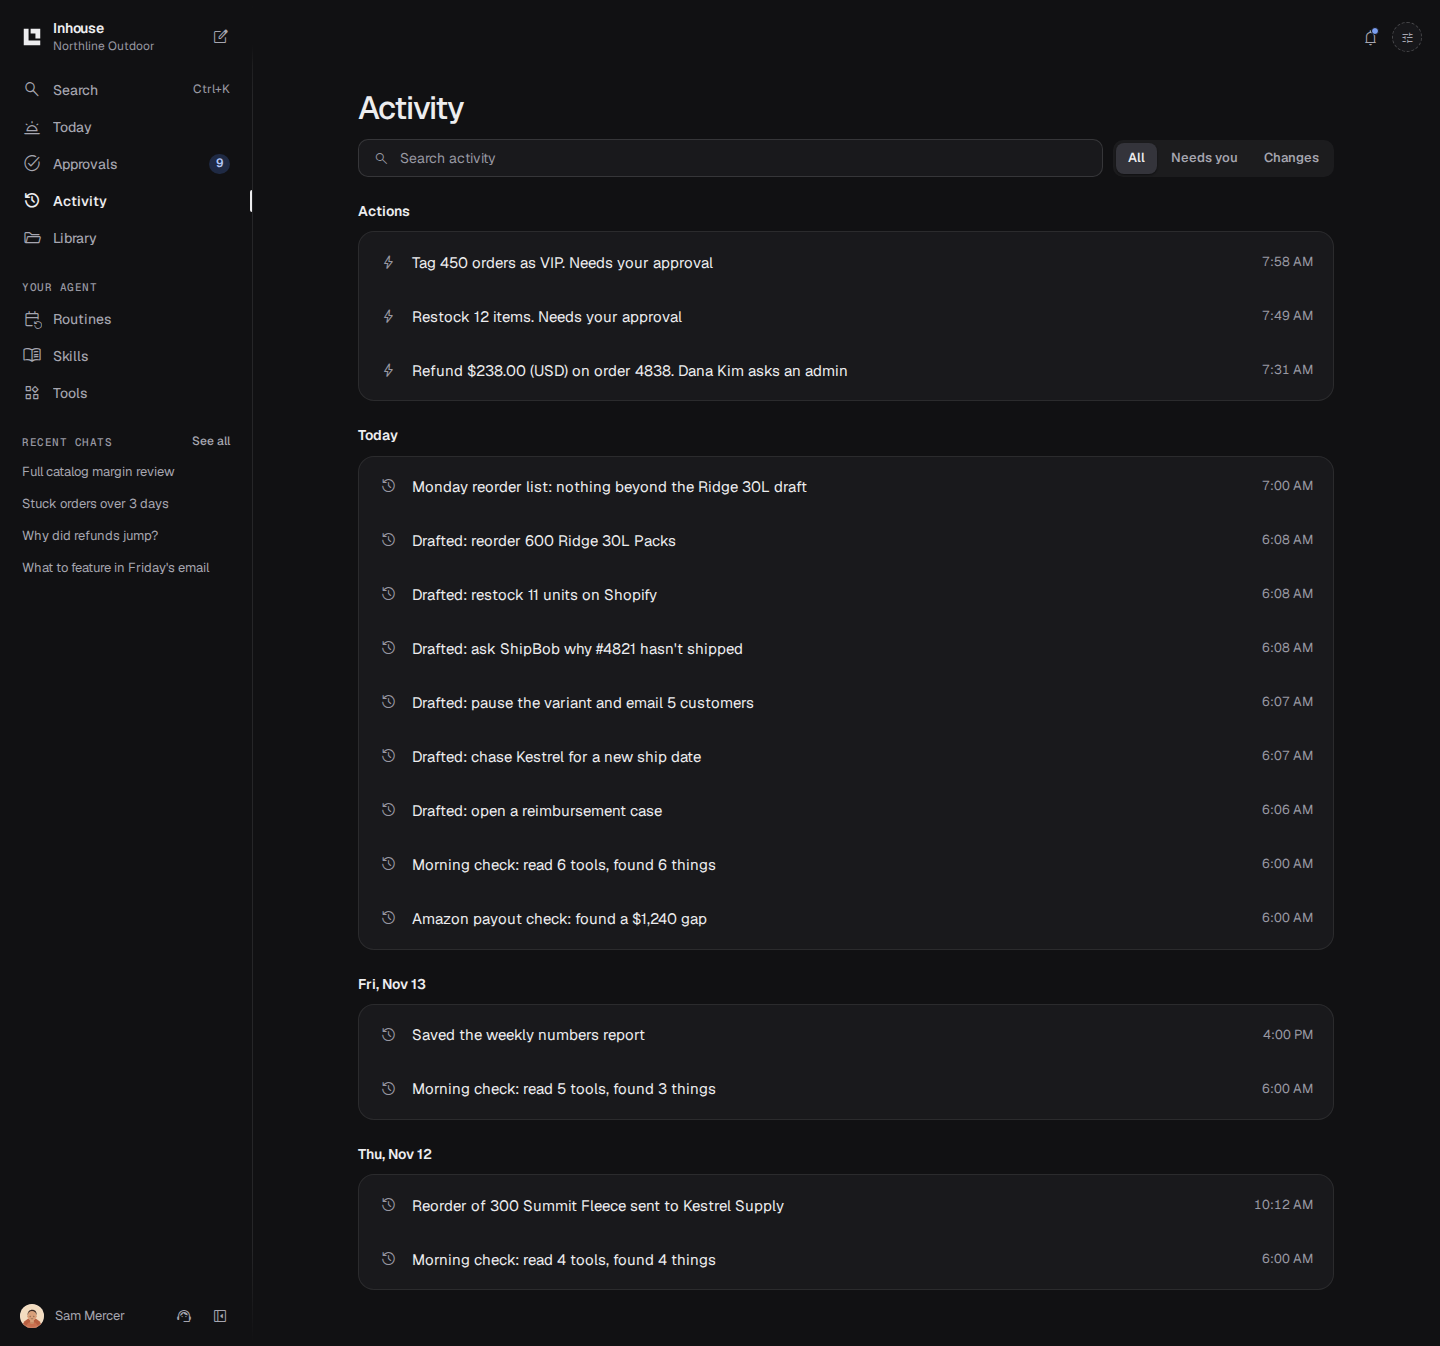 Inhouse
Northline Outdoor
Search Ctrl+K
Today
Approvals 9
Activity
Library
YOUR AGENT
Routines
Skills
Tools
RECENT CHATS See all
Full catalog margin review
Stuck orders over 3 days
Why did refunds jump?
What to feature in Friday's email
Sam Mercer
Activity
Search activity
All Needs you Changes
Actions
Tag 450 orders as VIP. Needs your approval 7:58 AM
Restock 12 items. Needs your approval 7:49 AM
Refund $238.00 (USD) on order 4838. Dana Kim asks an admin 7:31 AM
Today
Monday reorder list: nothing beyond the Ridge 30L draft 7:00 AM
Drafted: reorder 600 Ridge 30L Packs 6:08 AM
Drafted: restock 11 units on Shopify 6:08 AM
Drafted: ask ShipBob why #4821 hasn't shipped 6:08 AM
Drafted: pause the variant and email 5 customers 6:07 AM
Drafted: chase Kestrel for a new ship date 6:07 AM
Drafted: open a reimbursement case 6:06 AM
Morning check: read 6 tools, found 6 things 6:00 AM
Amazon payout check: found a $1,240 gap 6:00 AM
Fri, Nov 13
Saved the weekly numbers report 4:00 PM
Morning check: read 5 tools, found 3 things 6:00 AM
Thu, Nov 12
Reorder of 300 Summit Fleece sent to Kestrel Supply 10:12 AM
Morning check: read 4 tools, found 4 things 6:00 AM